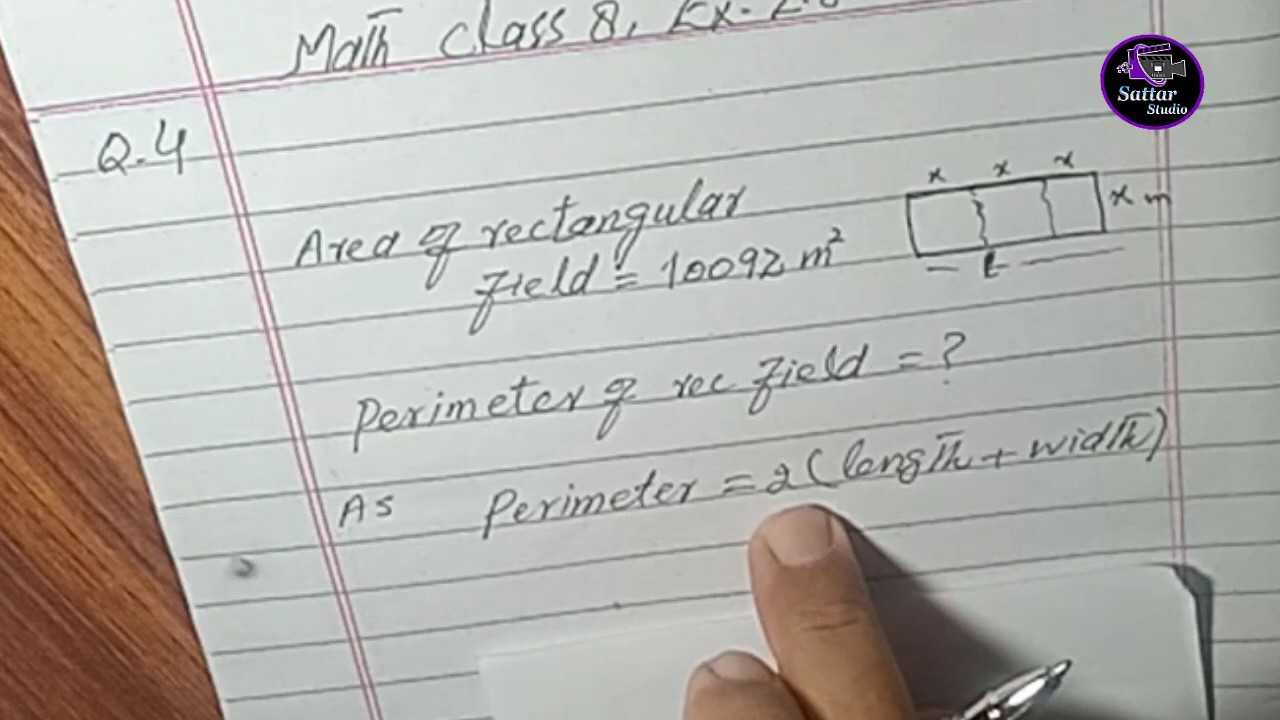 Math Class 8, Ex.
Q.4
Area of rectangular
field = 10092 m²
x x x
x m
l
Perimeter of rec field = ?
As Perimeter = 2(length + width)
Sattar
Studio